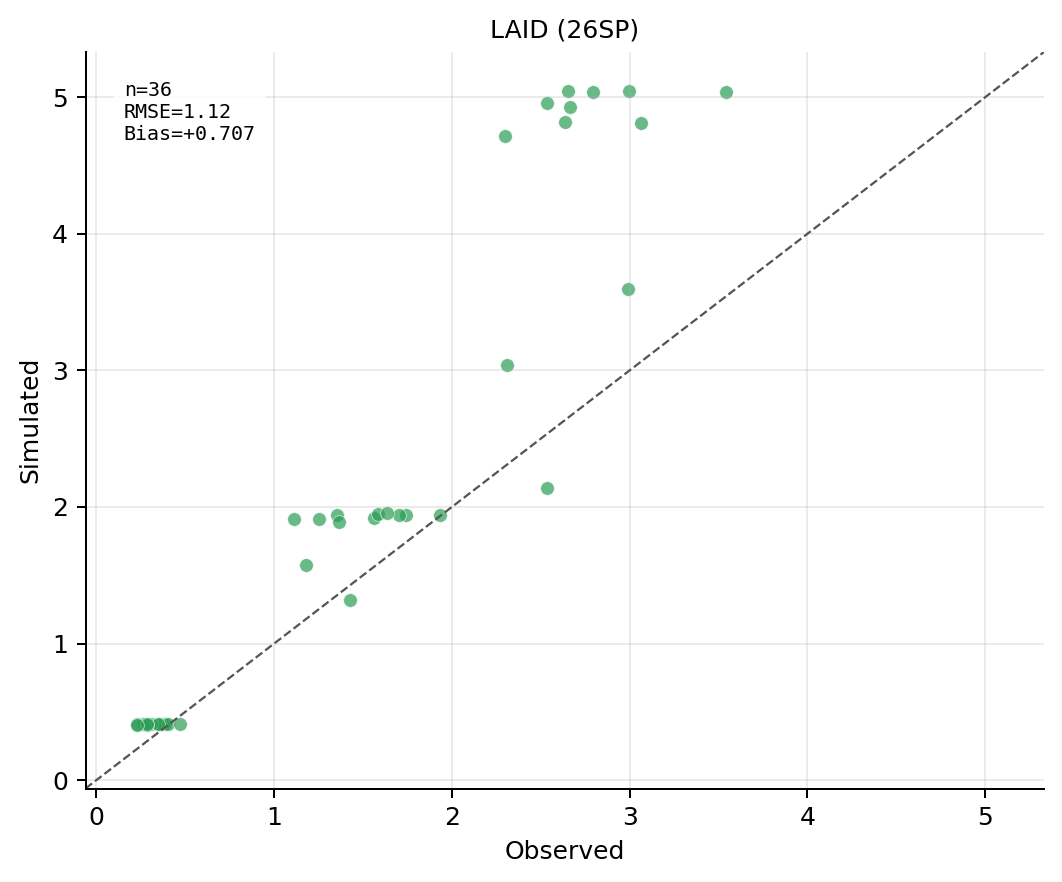 LAID (26SP)
n=36
RMSE=1.12
Bias=+0.707
5
4
3
2
1
0
Simulated
0 1 2 3 4 5
Observed